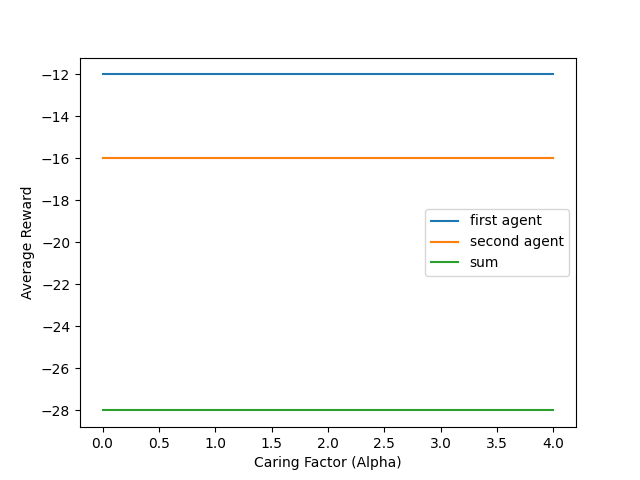 −12
−14
−16
−18
−20
−22
−24
−26
−28
Average Reward
first agent
second agent
sum
0.0 0.5 1.0 1.5 2.0 2.5 3.0 3.5 4.0
Caring Factor (Alpha)